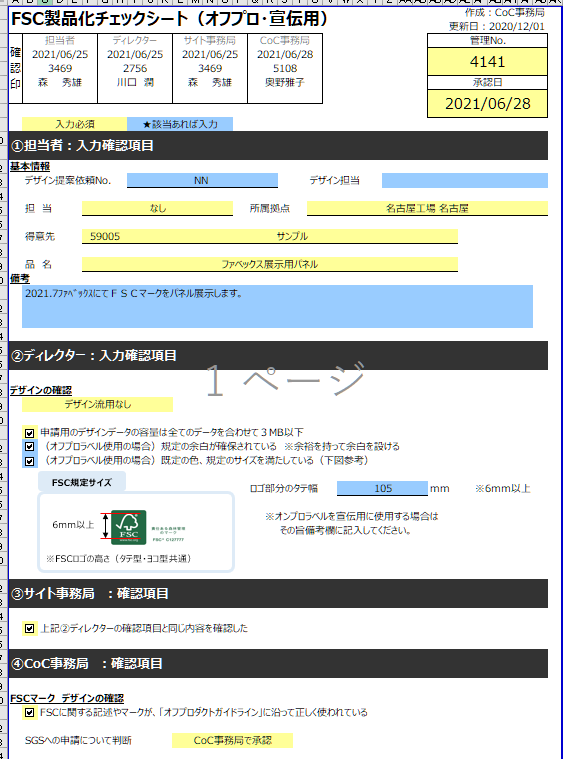 FSC製品化チェックシート（オフプロ・宣伝用）
作成：CoC事務局
更新日：2020/12/01
確認印
担当者 ディレクター サイト事務局 CoC事務局
2021/06/25 2021/06/25 2021/06/25 2021/06/28
3469 2756 3469 5108
森 秀雄 川口 潤 森 秀雄 奥野雅子
管理No.
4141
承認日
2021/06/28
入力必須 ★該当あれば入力
①担当者：入力確認項目
基本情報
デザイン提案依頼No. NN デザイン担当
担 当 なし 所属拠点 名古屋工場 名古屋
得意先 59005 サンプル
品 名 ファベックス展示用パネル
備考
2021.7ﾌｧﾍﾞｯｸｽにてＦＳＣマークをパネル展示します。
②ディレクター：入力確認項目
1 ページ
デザインの確認
デザイン流用なし
申請用のデザインデータの容量は全てのデータを合わせて３MB以下
（オフプロラベル使用の場合）規定の余白が確保されている ※余裕を持って余白を設ける
（オフプロラベル使用の場合）既定の色、規定のサイズを満たしている（下図参考）
FSC規定サイズ
ロゴ部分のタテ幅 105 mm ※6mm以上
6mm以上
FSC
※オンプロラベルを宣伝用に使用する場合は
その旨備考欄に記入してください。
※FSCロゴの高さ（タテ型・ヨコ型共通）
③サイト事務局 ：確認項目
上記②ディレクターの確認項目と同じ内容を確認した
④CoC事務局 ：確認項目
FSCマーク デザインの確認
FSCに関する記述やマークが、「オフプロダクトガイドライン」に沿って正しく使われている
SGSへの申請について判断 CoC事務局で承認